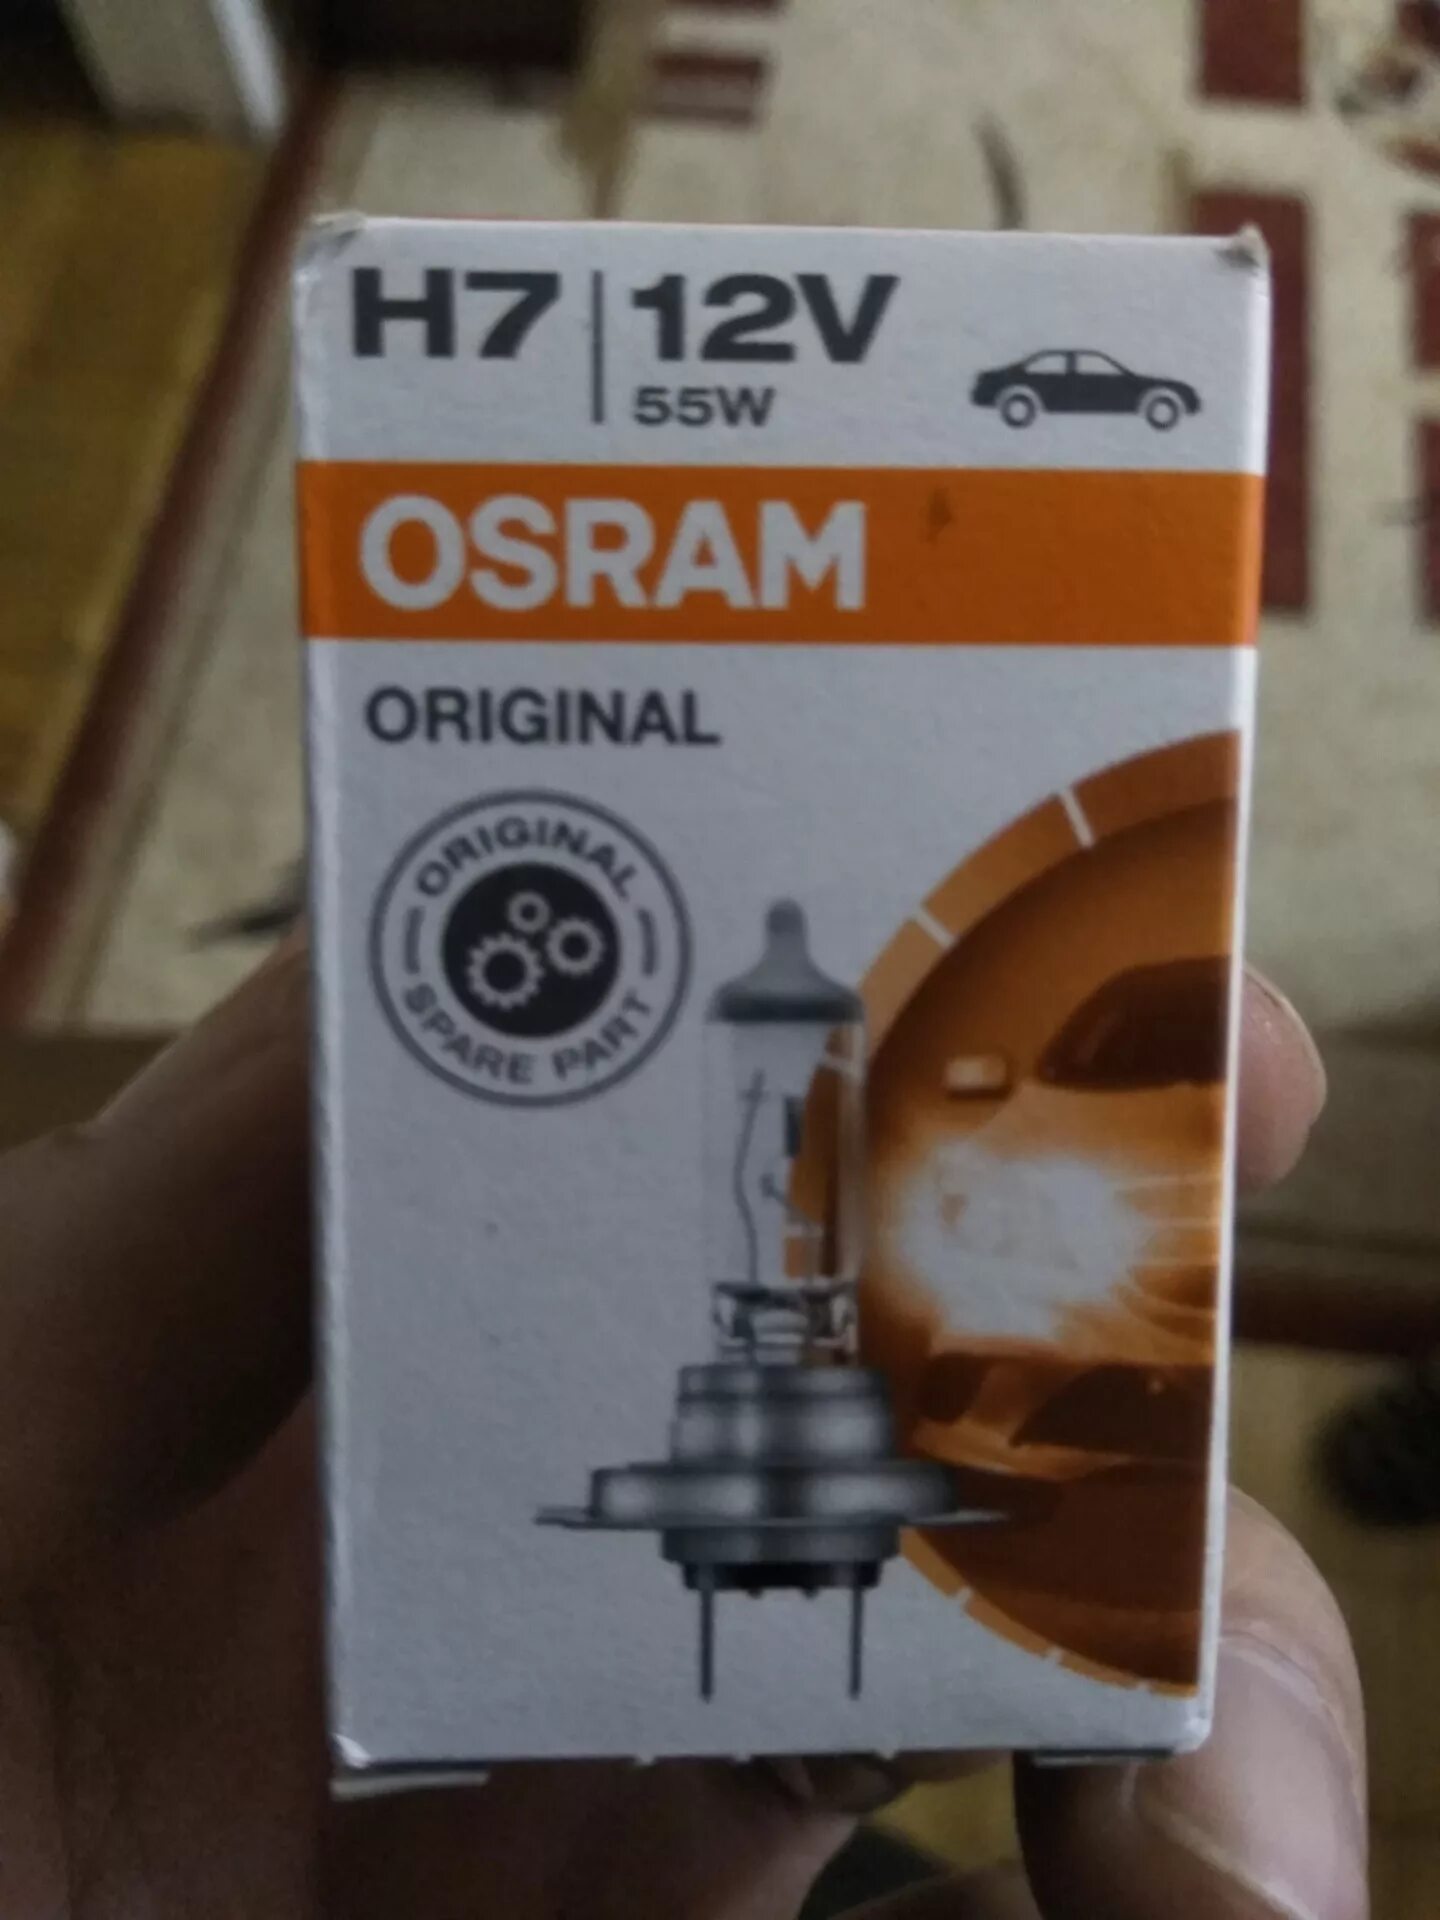 H7 12V
55W
OSRAM
ORIGINAL
ORIGINAL
SPARE PART